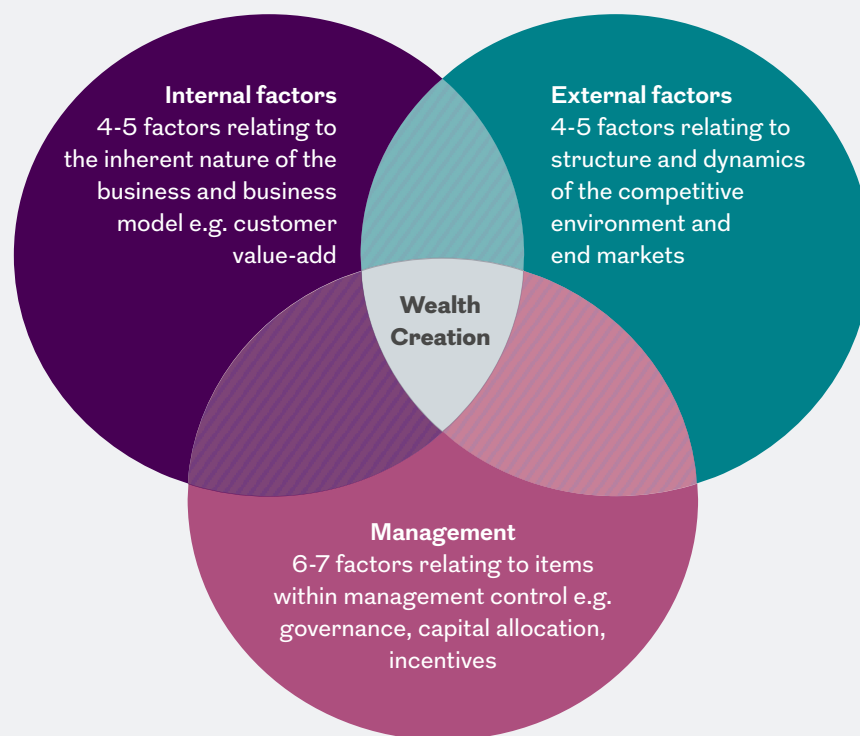 Internal factors
4-5 factors relating to
the inherent nature of the
business and business
model e.g. customer
value-add
External factors
4-5 factors relating to
structure and dynamics
of the competitive
environment and
end markets
Wealth
Creation
Management
6-7 factors relating to items
within management control e.g.
governance, capital allocation,
incentives